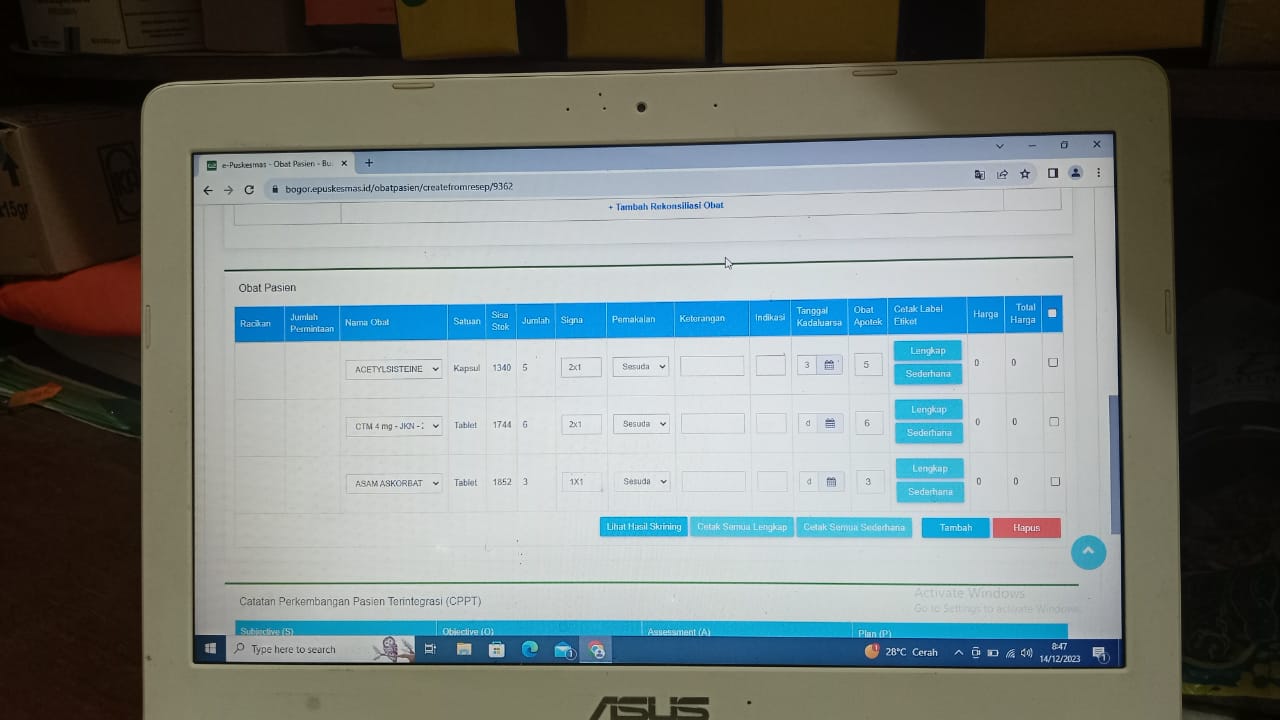 e-Puskesmas - Obat Pasien - Bu
bogor.epuskesmas.id/obatpasien/createfromresep/9362
+ Tambah Rekonsiliasi Obat
Obat Pasien
Racikan Jumlah Permintaan Nama Obat Satuan Sisa Stok Jumlah Signa Pemakaian Keterangan Indikasi Tanggal Kadaluarsa Obat Apotek Cetak Label Etiket Harga Total Harga
ACETYLSISTEINE Kapsul 1340 5 2x1 Sesuda 3 5 Lengkap Sederhana 0 0
CTM 4 mg - JKN - Tablet 1744 6 2x1 Sesuda d 6 Lengkap Sederhana 0 0
ASAM ASKORBAT Tablet 1852 3 1X1 Sesuda d 3 Lengkap Sederhana 0 0
Lihat Hasil Skrining Cetak Semua Lengkap Cetak Semua Sederhana Tambah Hapus
Catatan Perkembangan Pasien Terintegrasi (CPPT)
Activate Windows
Go to Settings to activate Windows.
Subjective (S) Objective (O) Assessment (A) Plan (P)
Type here to search
28°C Cerah
8:47
14/12/2023
ASUS